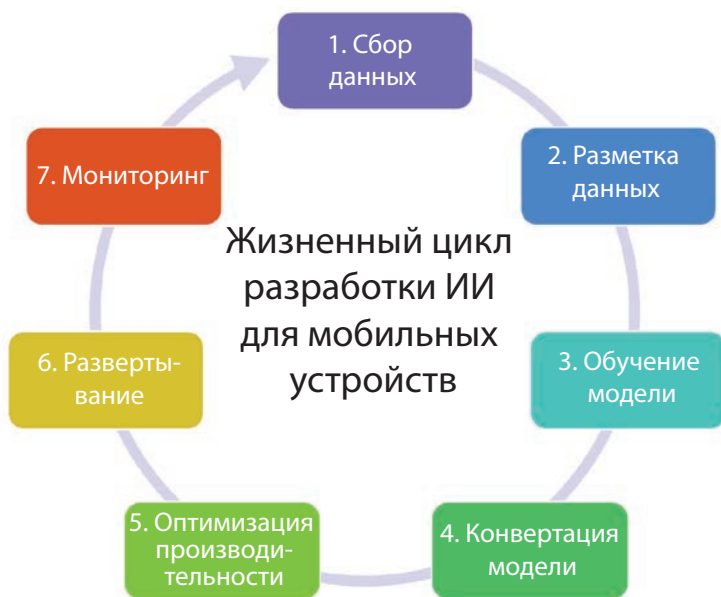 1. Сбор
данных
2. Разметка
данных
3. Обучение
модели
4. Конвертация
модели
5. Оптимизация
производи-
тельности
6. Разверты-
вание
7. Мониторинг
Жизненный цикл
разработки ИИ
для мобильных
устройств